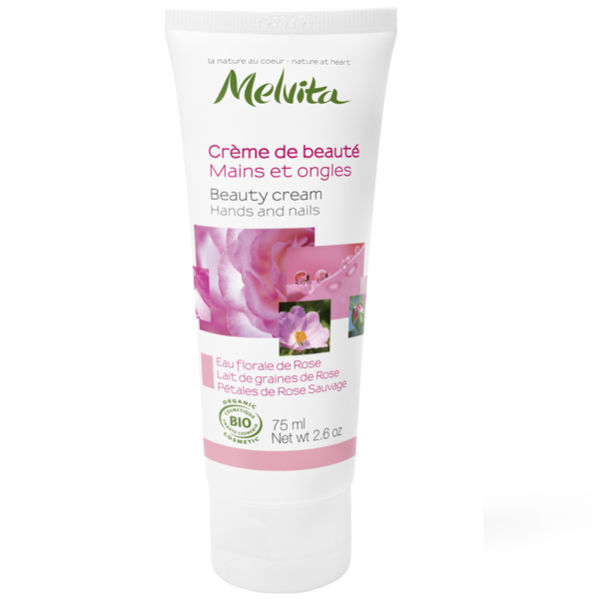 la nature au coeur - nature at heart
Melvita
Crème de beauté
Mains et ongles
Beauty cream
Hands and nails
Eau florale de Rose
Lait de graines de Rose
Pétales de Rose Sauvage
ORGANIC
COSMETIQUE
BIO
COSMETIC
75 ml
Net wt 2.6 oz